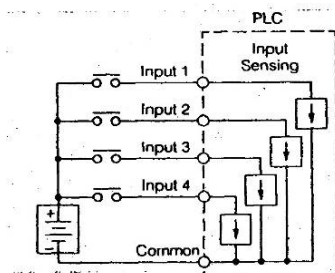 PLC
Input
Sensing
Input 1
Input 2
Input 3
Input 4
+
-
Common